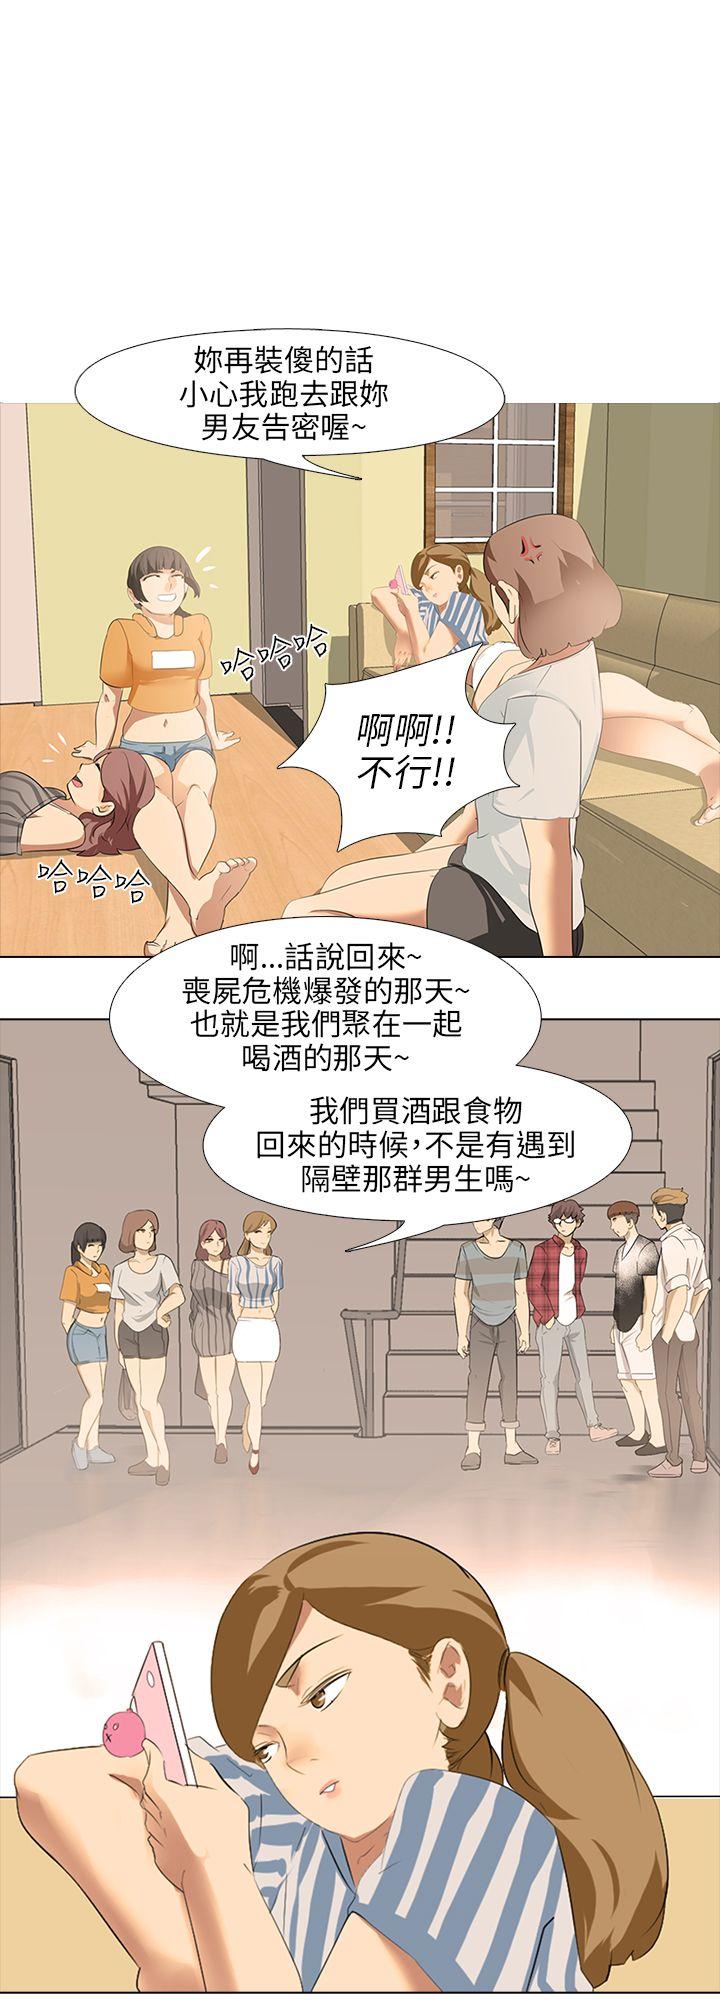 妳再裝傻的話
小心我跑去跟妳
男友告密喔~
哈哈哈
啊啊!!
不行!!
哈哈哈
啊...話說回來~
喪屍危機爆發的那天~
也就是我們聚在一起
喝酒的那天~
我們買酒跟食物
回來的時候,不是有遇到
隔壁那群男生嗎~